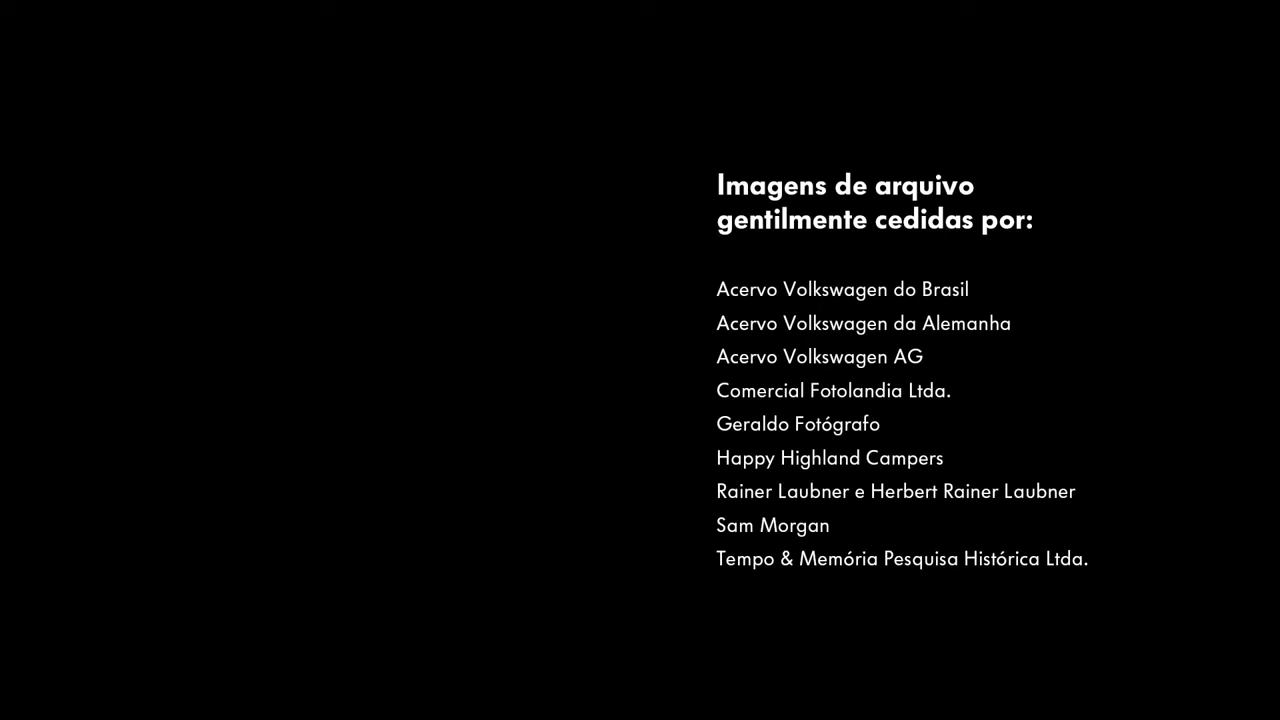 Imagens de arquivo
gentilmente cedidas por:
Acervo Volkswagen do Brasil
Acervo Volkswagen da Alemanha
Acervo Volkswagen AG
Comercial Fotolandia Ltda.
Geraldo Fotógrafo
Happy Highland Campers
Rainer Laubner e Herbert Rainer Laubner
Sam Morgan
Tempo & Memória Pesquisa Histórica Ltda.